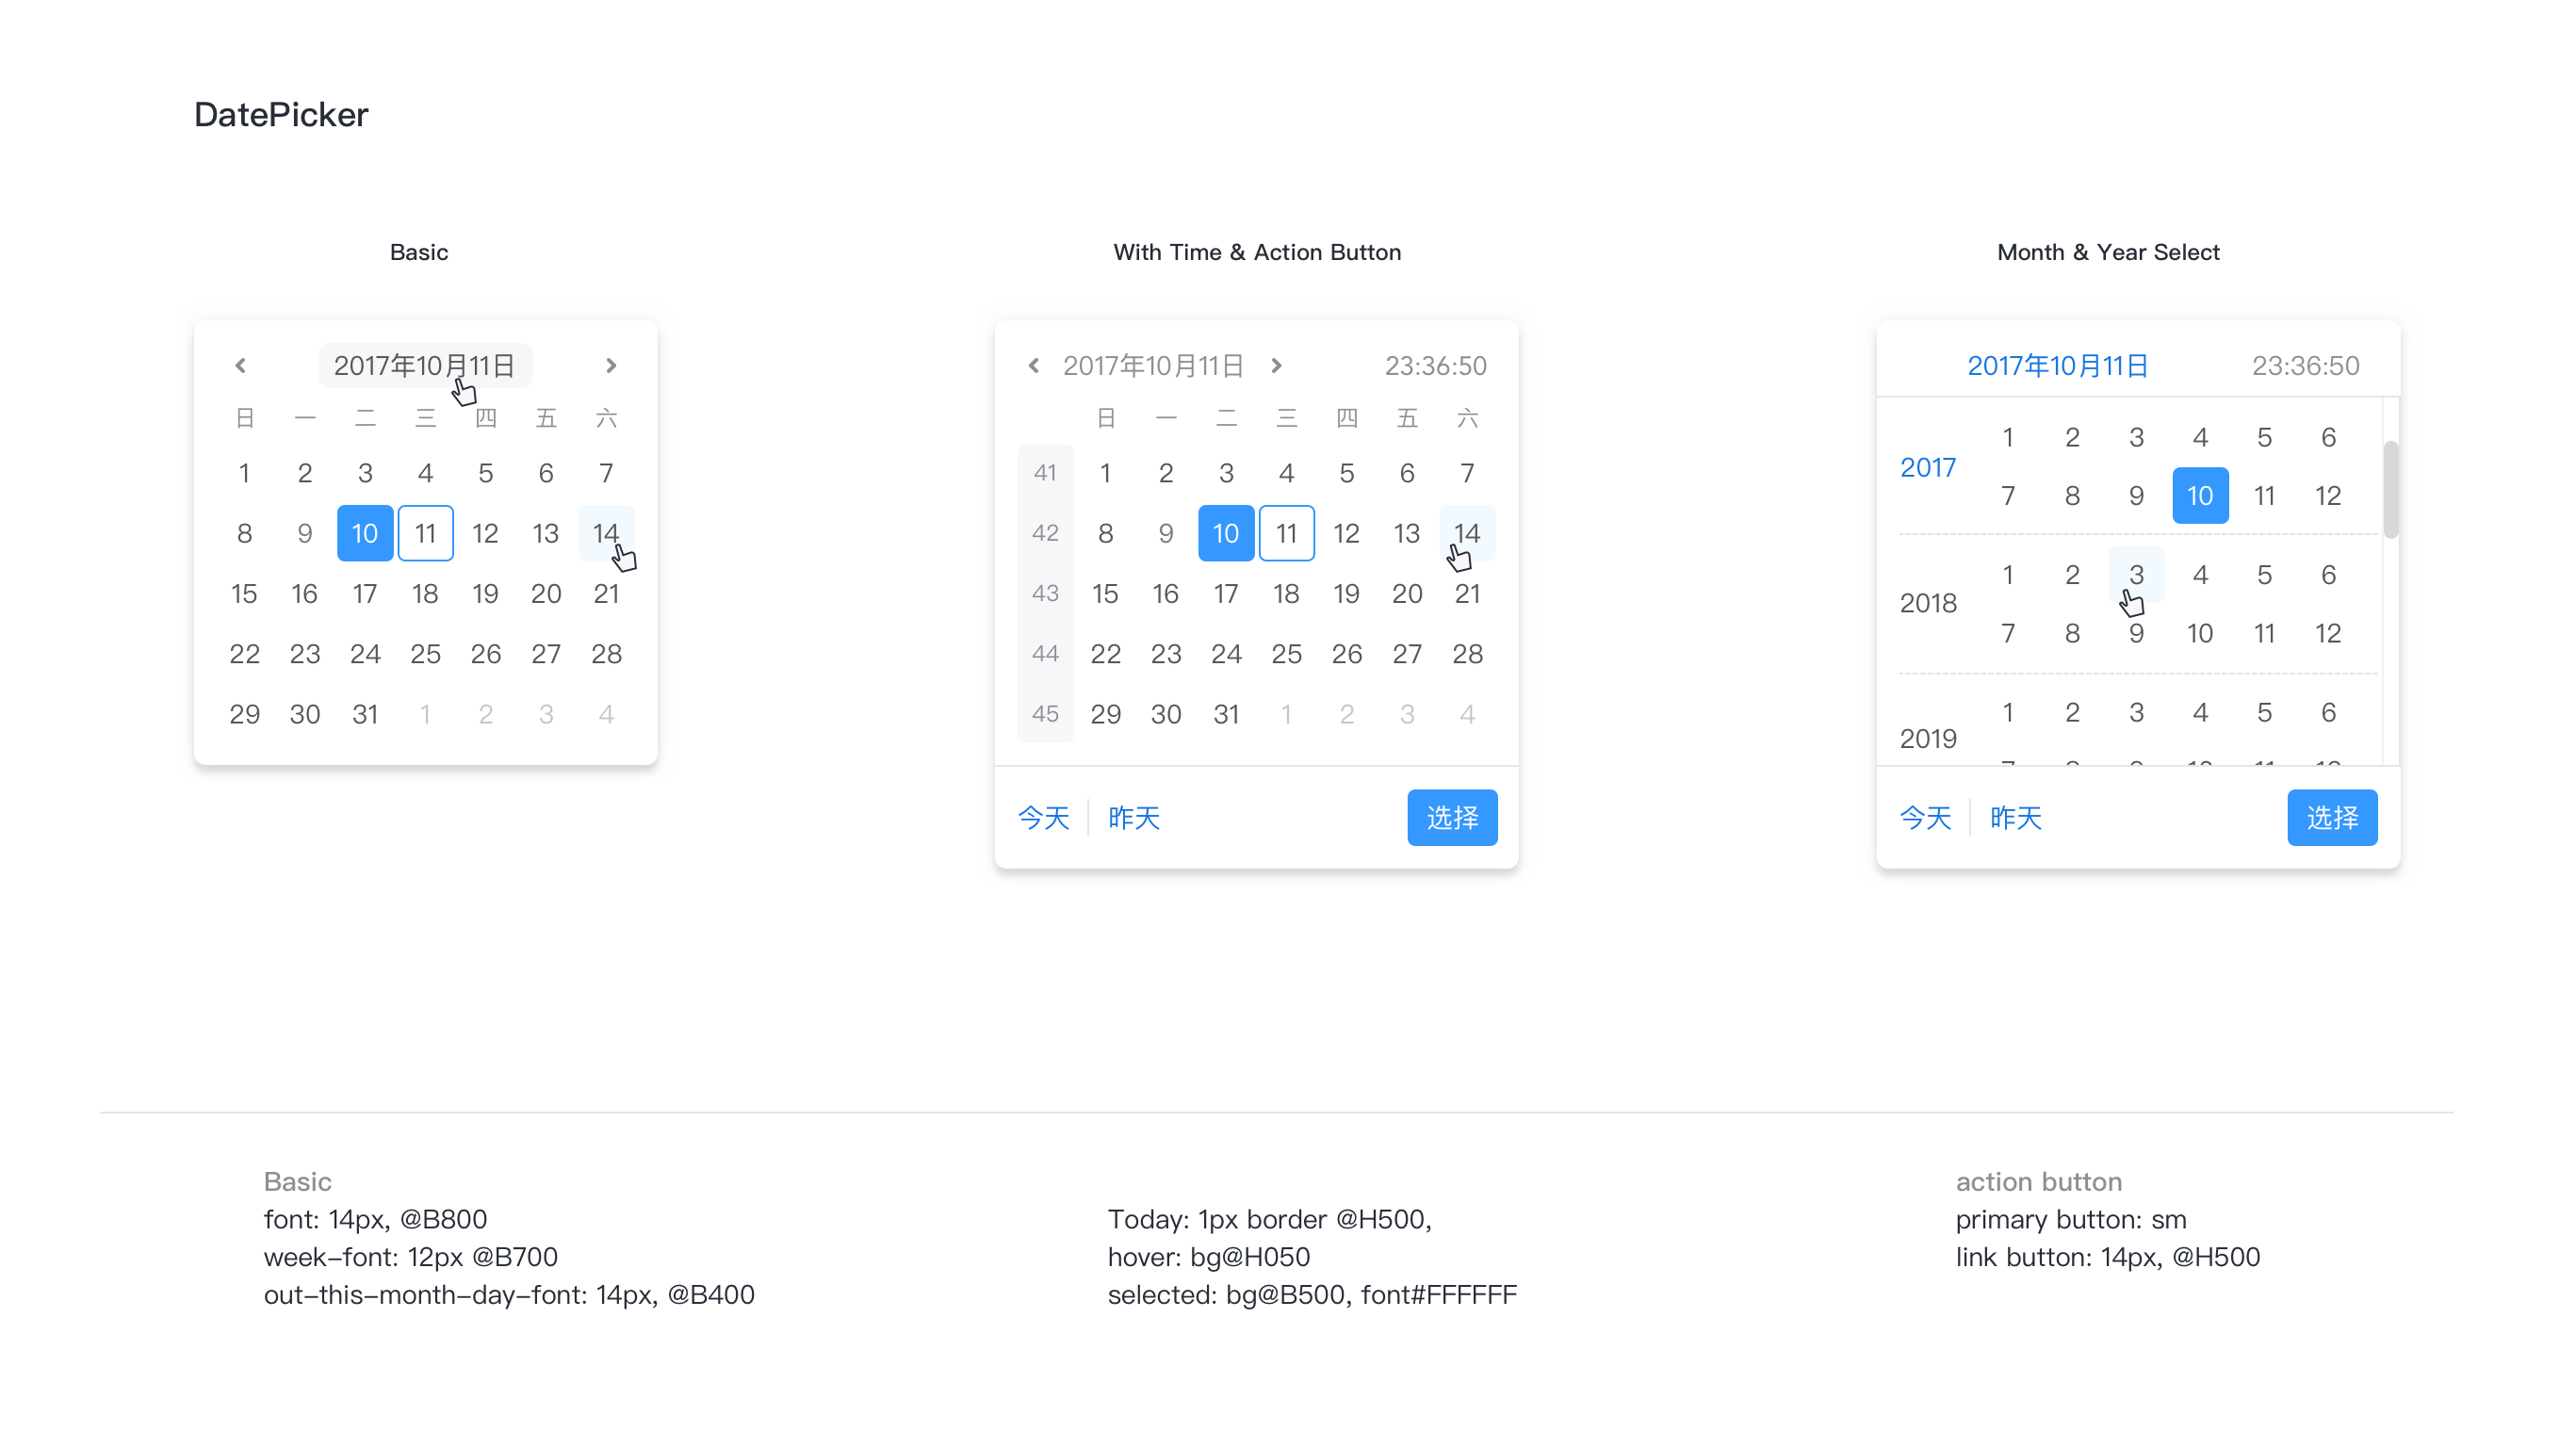 DatePicker
Basic
2017年10月11日
日 一 二 三 四 五 六
1 2 3 4 5 6 7
8 9 10 11 12 13 14
15 16 17 18 19 20 21
22 23 24 25 26 27 28
29 30 31 1 2 3 4
With Time & Action Button
2017年10月11日 23:36:50
日 一 二 三 四 五 六
41 1 2 3 4 5 6 7
42 8 9 10 11 12 13 14
43 15 16 17 18 19 20 21
44 22 23 24 25 26 27 28
45 29 30 31 1 2 3 4
今天 昨天 选择
Month & Year Select
2017年10月11日 23:36:50
2017
1 2 3 4 5 6
7 8 9 10 11 12
2018
1 2 3 4 5 6
7 8 9 10 11 12
2019
1 2 3 4 5 6
今天 昨天 选择
Basic
font: 14px, @B800
week-font: 12px @B700
out-this-month-day-font: 14px, @B400
Today: 1px border @H500,
hover: bg@H050
selected: bg@B500, font#FFFFFF
action button
primary button: sm
link button: 14px, @H500